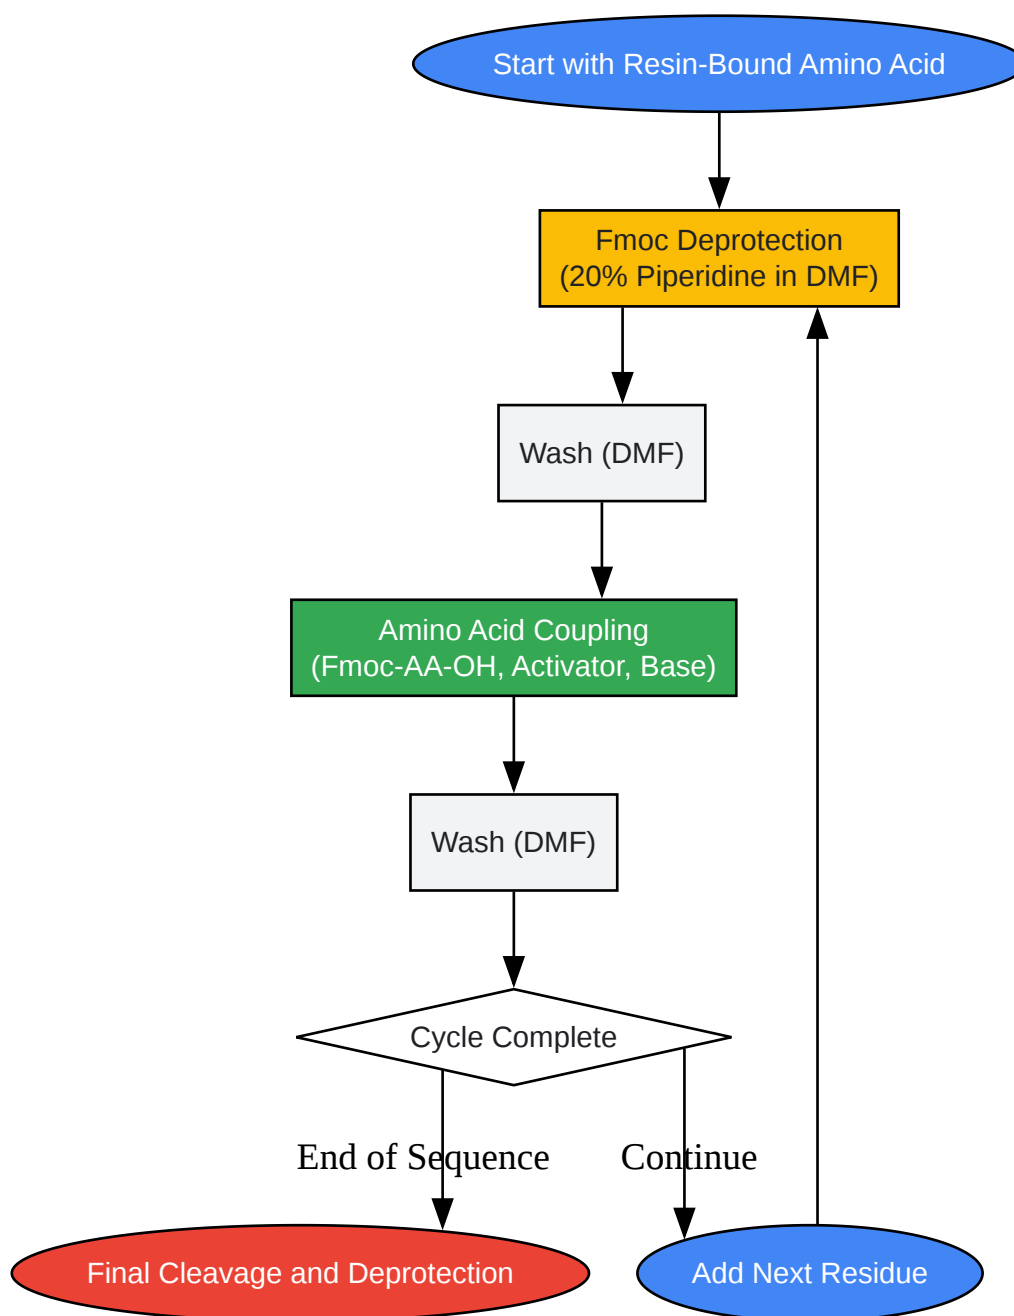 Start with Resin-Bound Amino Acid
Fmoc Deprotection
(20% Piperidine in DMF)
Wash (DMF)
Amino Acid Coupling
(Fmoc-AA-OH, Activator, Base)
Wash (DMF)
Cycle Complete
End of Sequence
Continue
Final Cleavage and Deprotection
Add Next Residue